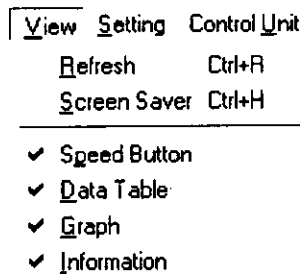 View Setting Control Unit
Refresh Ctrl+R
Screen Saver Ctrl+H
✔ Speed Button
✔ Data Table
✔ Graph
✔ Information